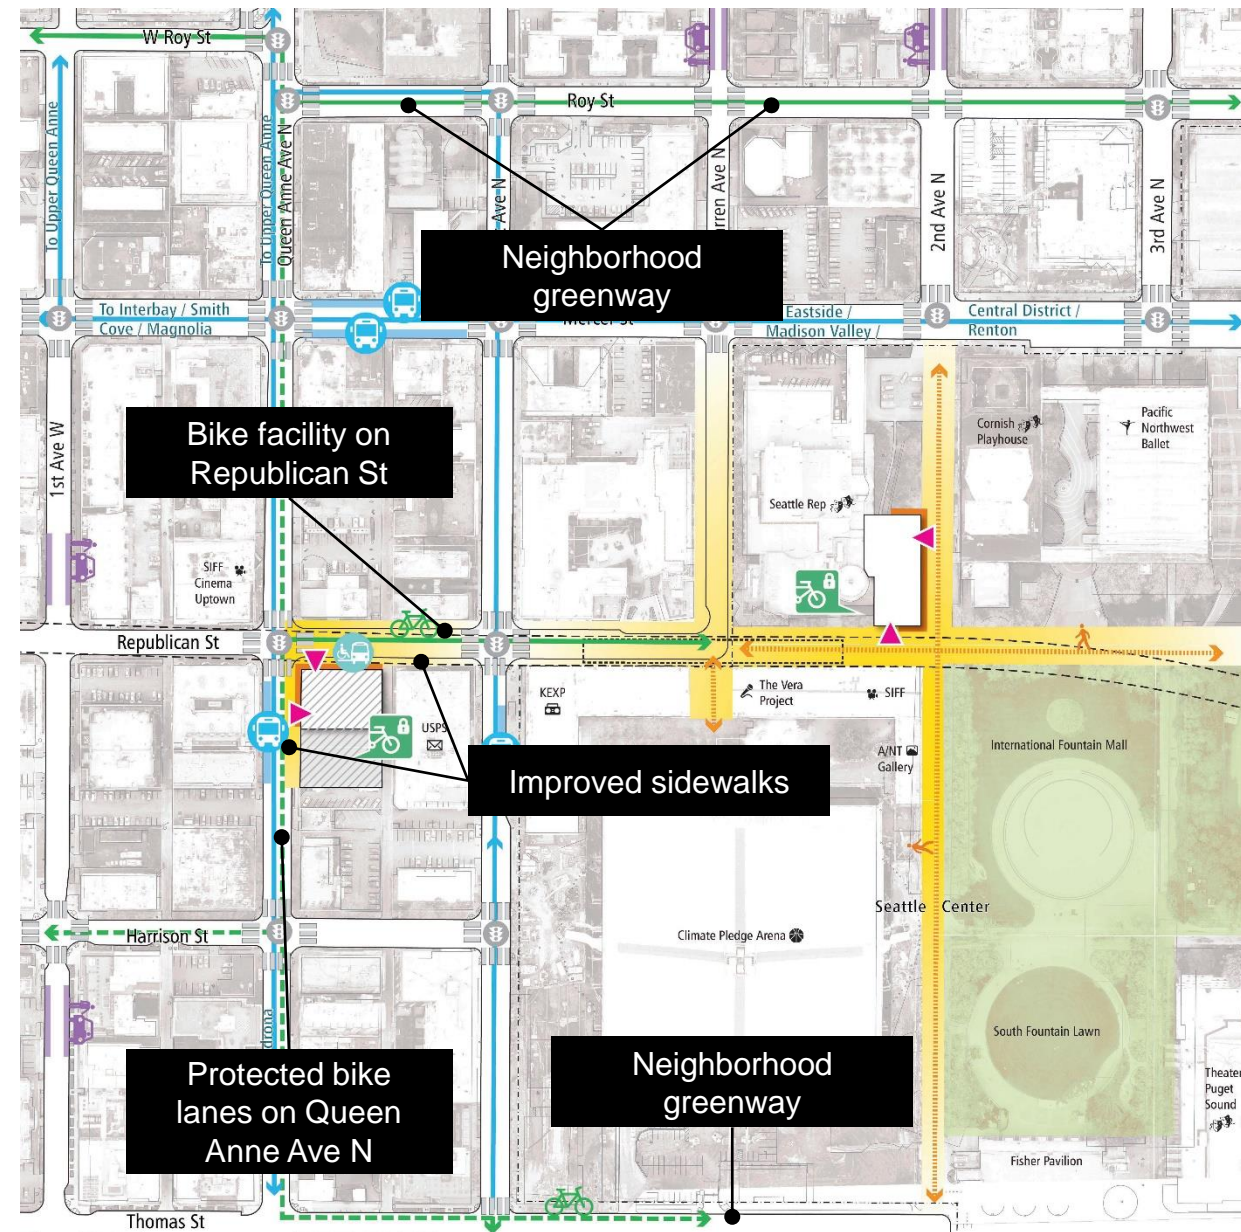 W Roy St
Roy St
To Upper Queen Anne
To Upper Queen Anne
Queen Anne Ave N
Ave N
2nd Ave N
3rd Ave N
Neighborhood
greenway
To Interbay / Smith
Cove / Magnolia
Mercer St
Eastside /
Madison Valley /
Central District /
Renton
1st Ave W
Bike facility on
Republican St
Cornish
Playhouse
Pacific
Northwest
Ballet
Seattle Rep
SIFF
Cinema
Uptown
Republican St
KEXP
The Vera
Project
SIFF
USPS
A/NT
Gallery
International Fountain Mall
Improved sidewalks
Seattle Center
Harrison St
Climate Pledge Arena
South Fountain Lawn
Protected bike
lanes on Queen
Anne Ave N
Neighborhood
greenway
Theater
Puget
Sound
Fisher Pavilion
Thomas St